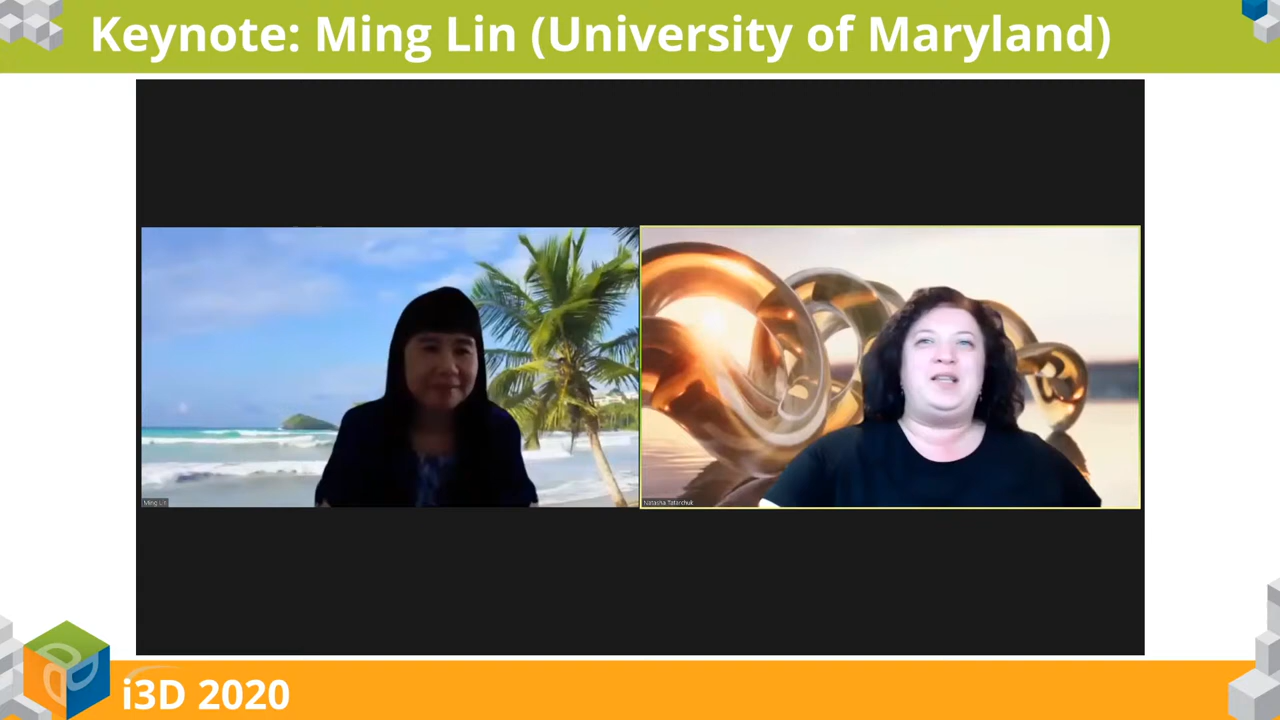 Keynote: Ming Lin (University of Maryland)
Ming Lin
Natasha Tatarchuk
i3D 2020